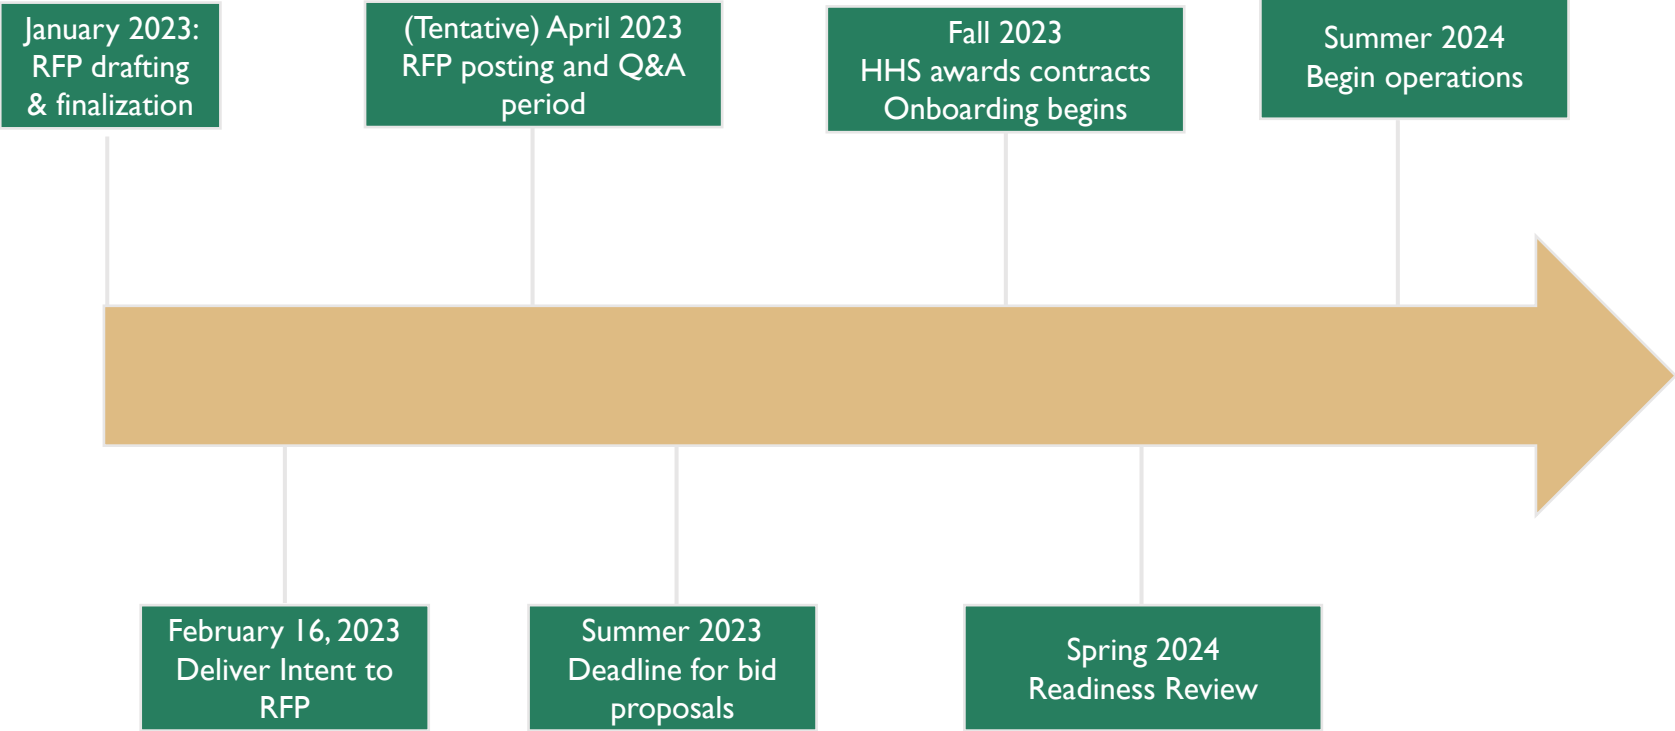 January 2023:
RFP drafting
& finalization
(Tentative) April 2023
RFP posting and Q&A
period
Fall 2023
HHS awards contracts
Onboarding begins
Summer 2024
Begin operations
February 16, 2023
Deliver Intent to
RFP
Summer 2023
Deadline for bid
proposals
Spring 2024
Readiness Review